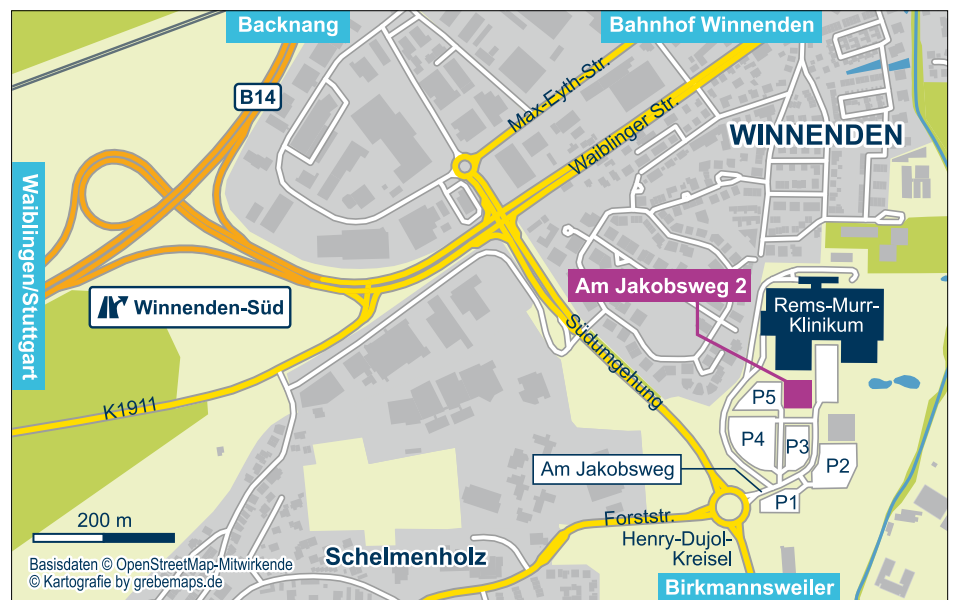 Backnang
Bahnhof Winnenden
B14
Max-Eyth-Str.
Waiblinger Str.
WINNENDEN
Waiblingen/Stuttgart
Winnenden-Süd
Am Jakobsweg 2
Rems-Murr-
Klinikum
Südumgehung
K1911
P5
P4
P3
P2
Am Jakobsweg
P1
200 m
Forststr.
Henry-Dujol-
Kreisel
Schelmenholz
Basisdaten © OpenStreetMap-Mitwirkende
© Kartografie by grebemaps.de
Birkmannsweiler